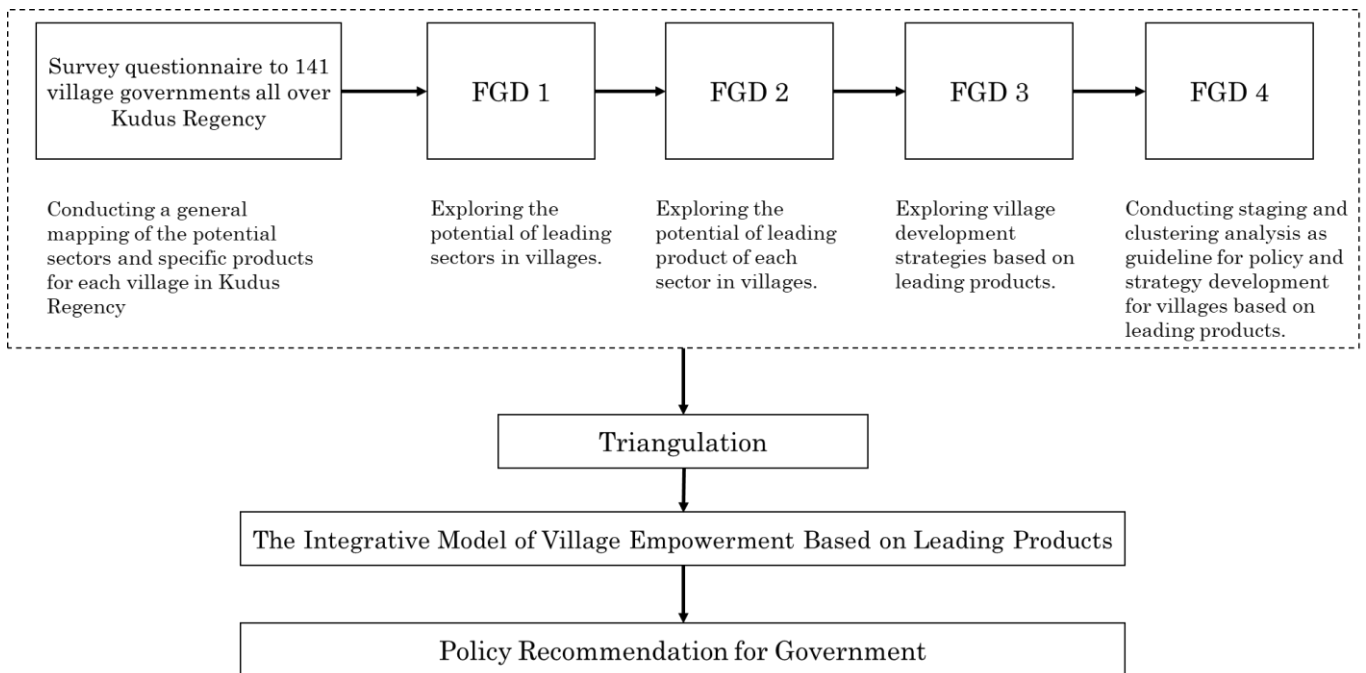 Survey questionnaire to 141
village governments all over
Kudus Regency
FGD 1
FGD 2
FGD 3
FGD 4
Conducting a general
mapping of the potential
sectors and specific products
for each village in Kudus
Regency
Exploring the
potential of leading
sectors in villages.
Exploring the
potential of leading
product of each
sector in villages.
Exploring village
development
strategies based on
leading products.
Conducting staging and
clustering analysis as
guideline for policy and
strategy development
for villages based on
leading products.
Triangulation
The Integrative Model of Village Empowerment Based on Leading Products
Policy Recommendation for Government